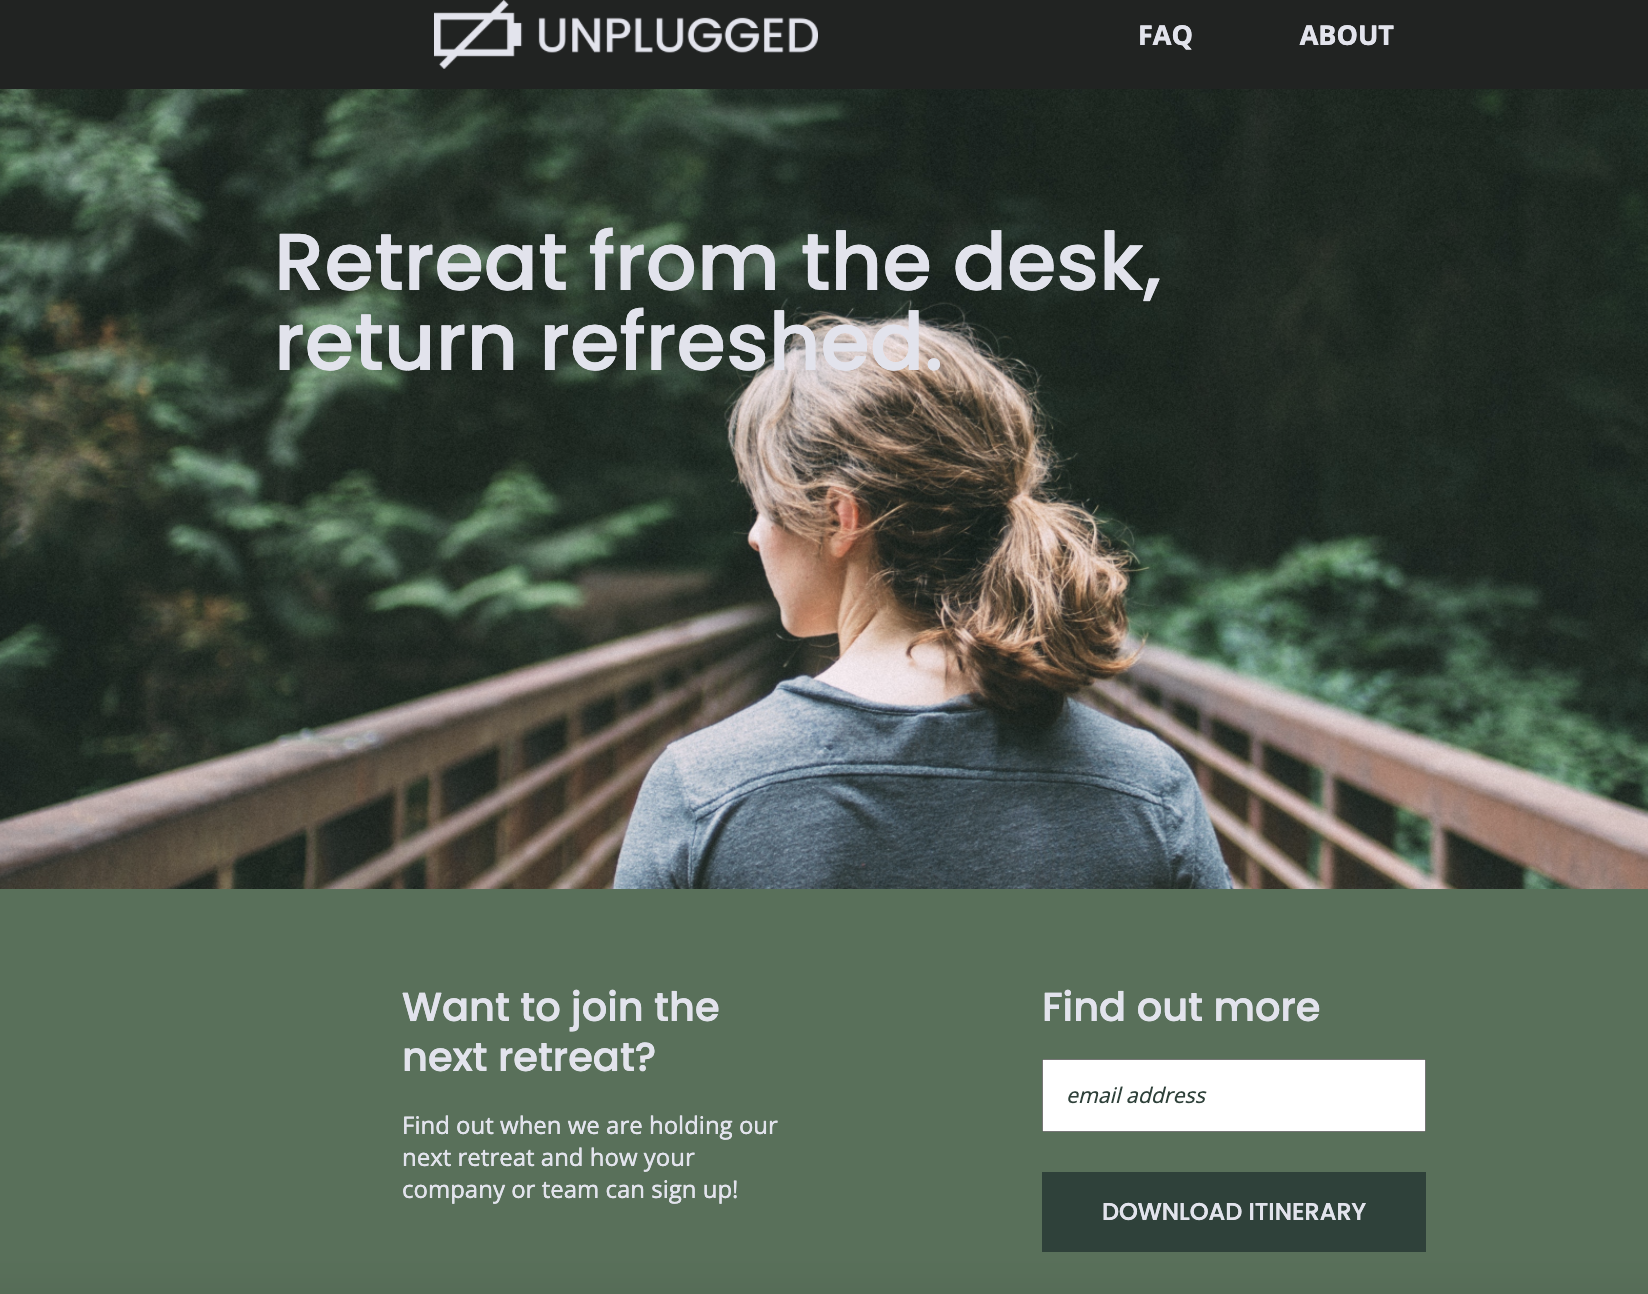 UNPLUGGED
FAQ
ABOUT
Retreat from the desk,
return refreshed.
Want to join the
next retreat?
Find out when we are holding our
next retreat and how your
company or team can sign up!
Find out more
email address
DOWNLOAD ITINERARY